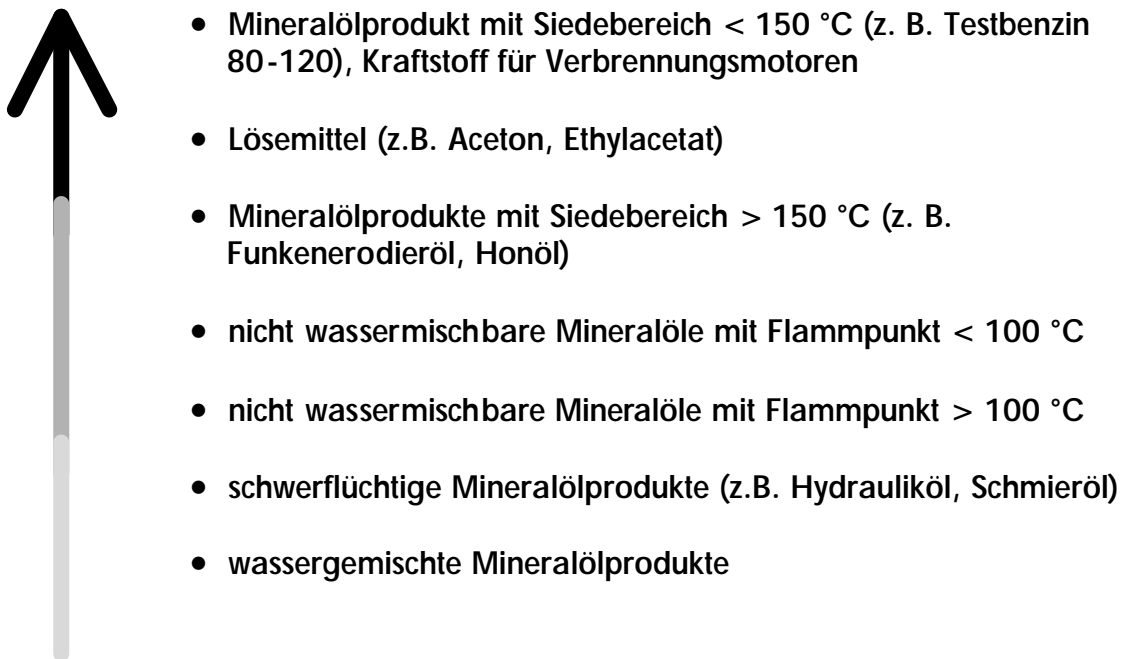 • Mineralölprodukt mit Siedebereich < 150 °C (z. B. Testbenzin
80-120), Kraftstoff für Verbrennungsmotoren
• Lösemittel (z.B. Aceton, Ethylacetat)
• Mineralölprodukte mit Siedebereich > 150 °C (z. B.
Funkenerodieröl, Honöl)
• nicht wassermischbare Mineralöle mit Flammpunkt < 100 °C
• nicht wassermischbare Mineralöle mit Flammpunkt > 100 °C
• schwerflüchtige Mineralölprodukte (z.B. Hydrauliköl, Schmieröl)
• wassergemischte Mineralölprodukte